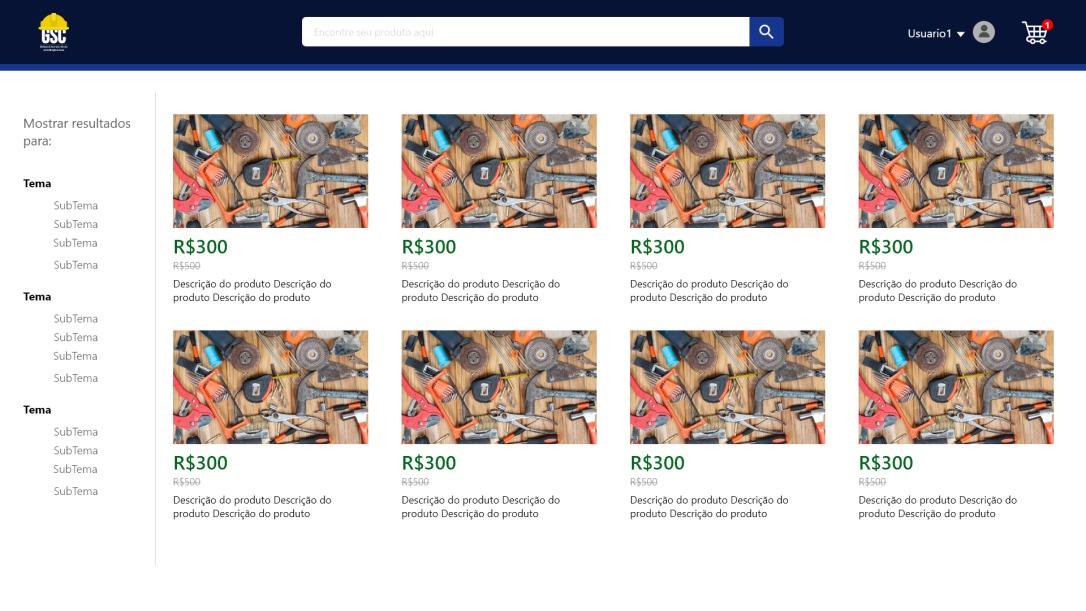 GSC
Encontre seu produto aqui
Usuario1
1
Mostrar resultados
para:
Tema
SubTema
SubTema
SubTema
SubTema
Tema
SubTema
SubTema
SubTema
SubTema
Tema
SubTema
SubTema
SubTema
SubTema
R$300
R$500
Descrição do produto Descrição do
produto Descrição do produto
R$300
R$500
Descrição do produto Descrição do
produto Descrição do produto
R$300
R$500
Descrição do produto Descrição do
produto Descrição do produto
R$300
R$500
Descrição do produto Descrição do
produto Descrição do produto
R$300
R$500
Descrição do produto Descrição do
produto Descrição do produto
R$300
R$500
Descrição do produto Descrição do
produto Descrição do produto
R$300
R$500
Descrição do produto Descrição do
produto Descrição do produto
R$300
R$500
Descrição do produto Descrição do
produto Descrição do produto